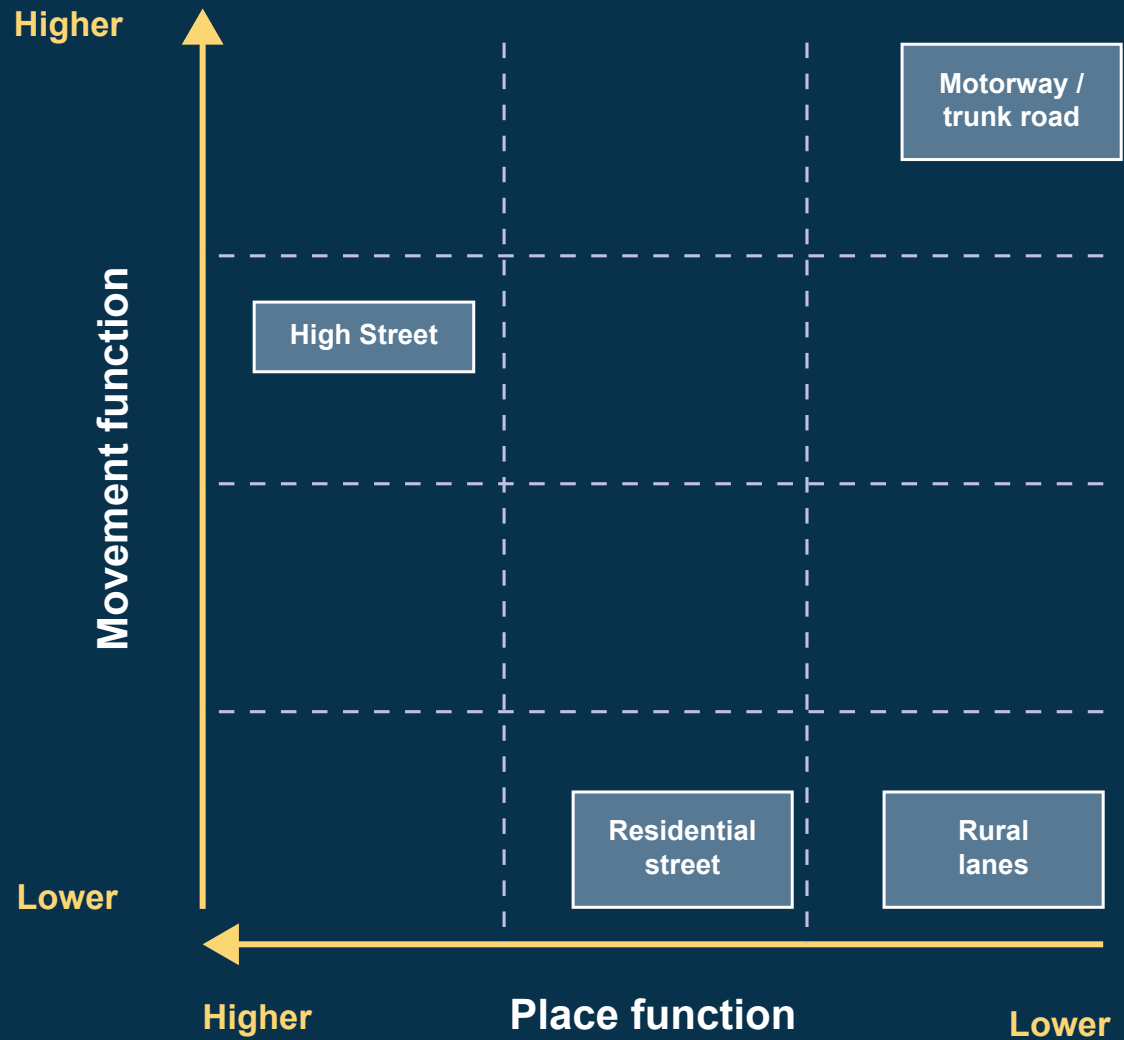 Higher
Motorway /
trunk road
High Street
Movement function
Residential
street
Rural
lanes
Lower
Higher
Place function
Lower